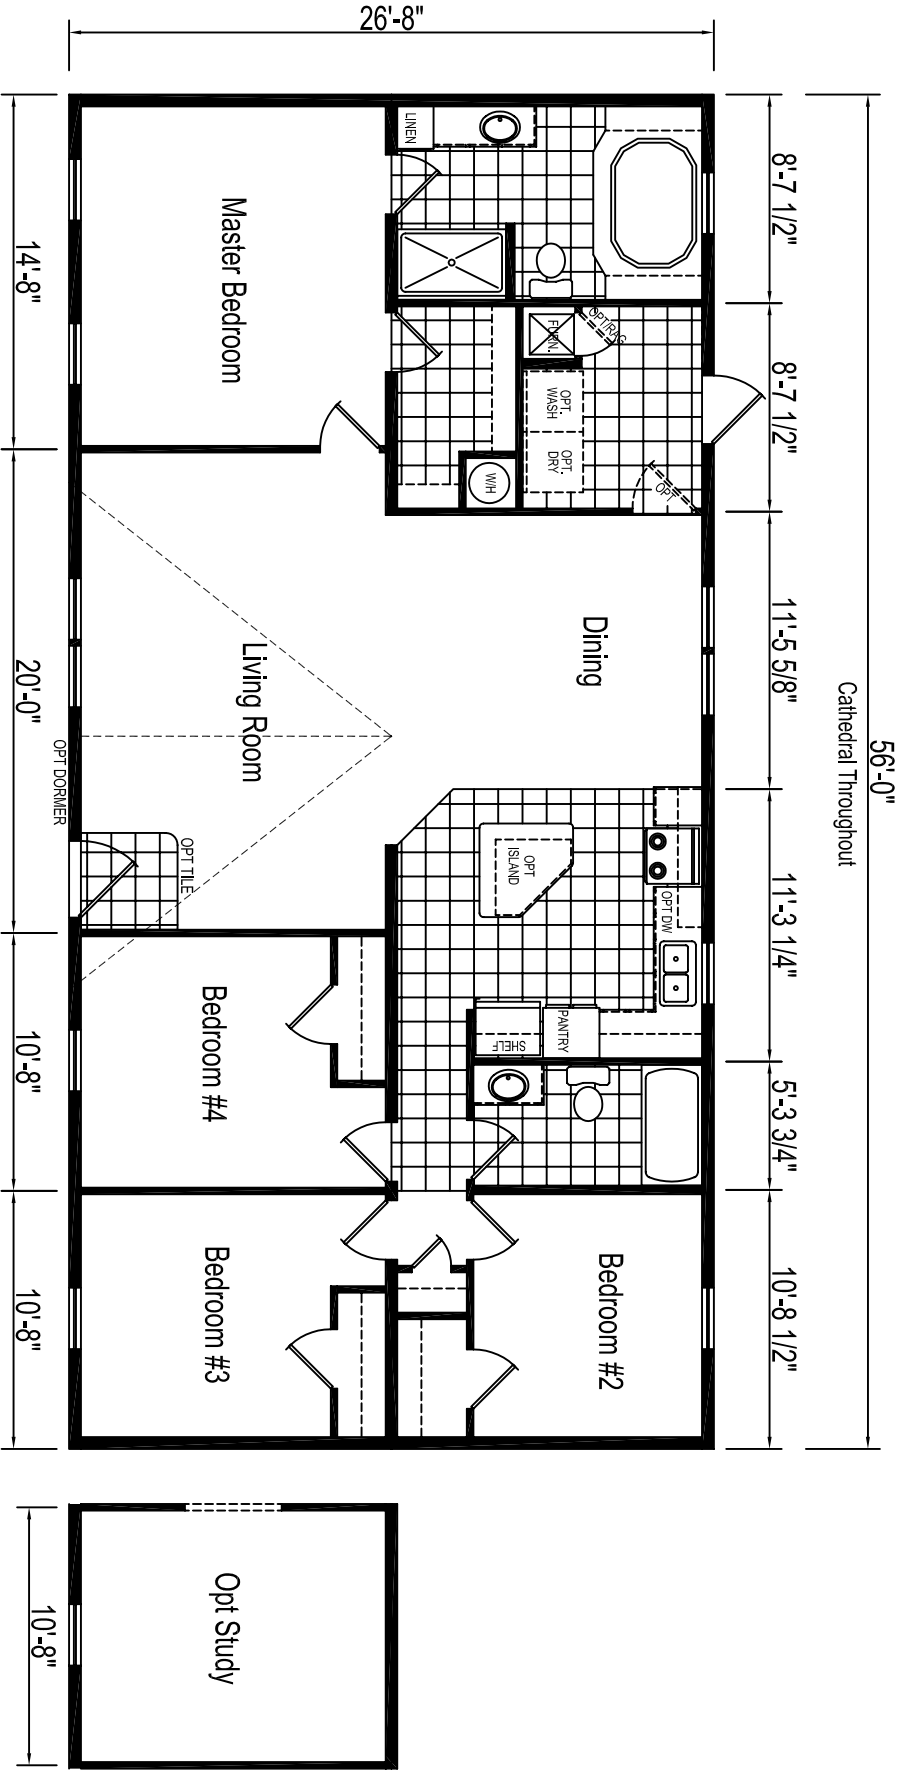 56'-0"
Cathedral Throughout
8'-7 1/2"
8'-7 1/2"
11'-5 5/8"
11'-3 1/4"
5'-3 3/4"
10'-8 1/2"
26'-8"
LINEN
OPT/RAG
FURN.
OPT.
WASH
OPT.
DRY
OPT
W/H
Master Bedroom
Dining
Living Room
OPT DW
OPT
ISLAND
PANTRY
SHELF
OPT TILE
OPT DORMER
Bedroom #4
Bedroom #2
Bedroom #3
Opt Study
14'-8"
20'-0"
10'-8"
10'-8"
10'-8"